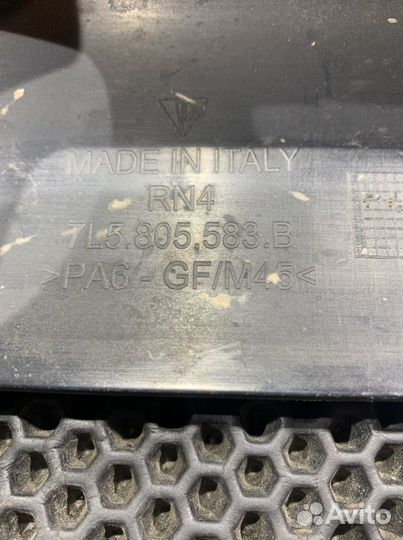 MADE IN ITALY
RN4
7L5.805.583.B
>PA6 - GF/M45<
Avito